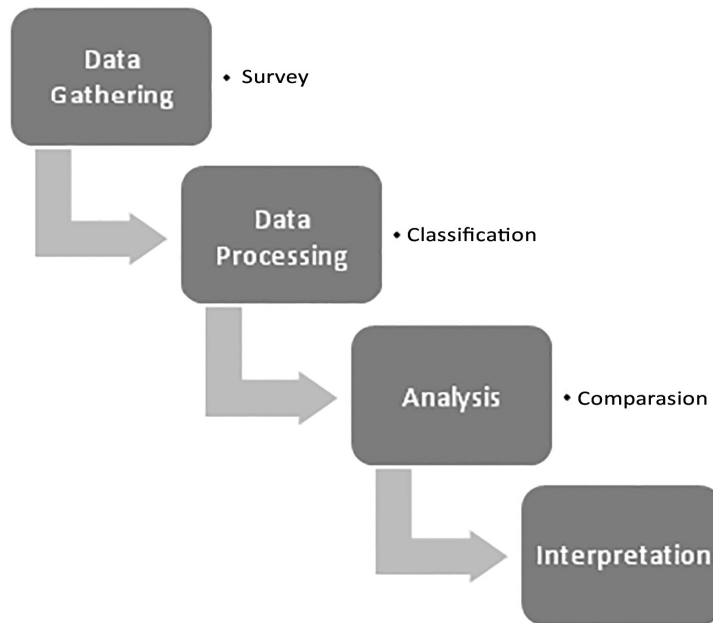 Data
Gathering
• Survey
Data
Processing
• Classification
Analysis
• Comparasion
Interpretation